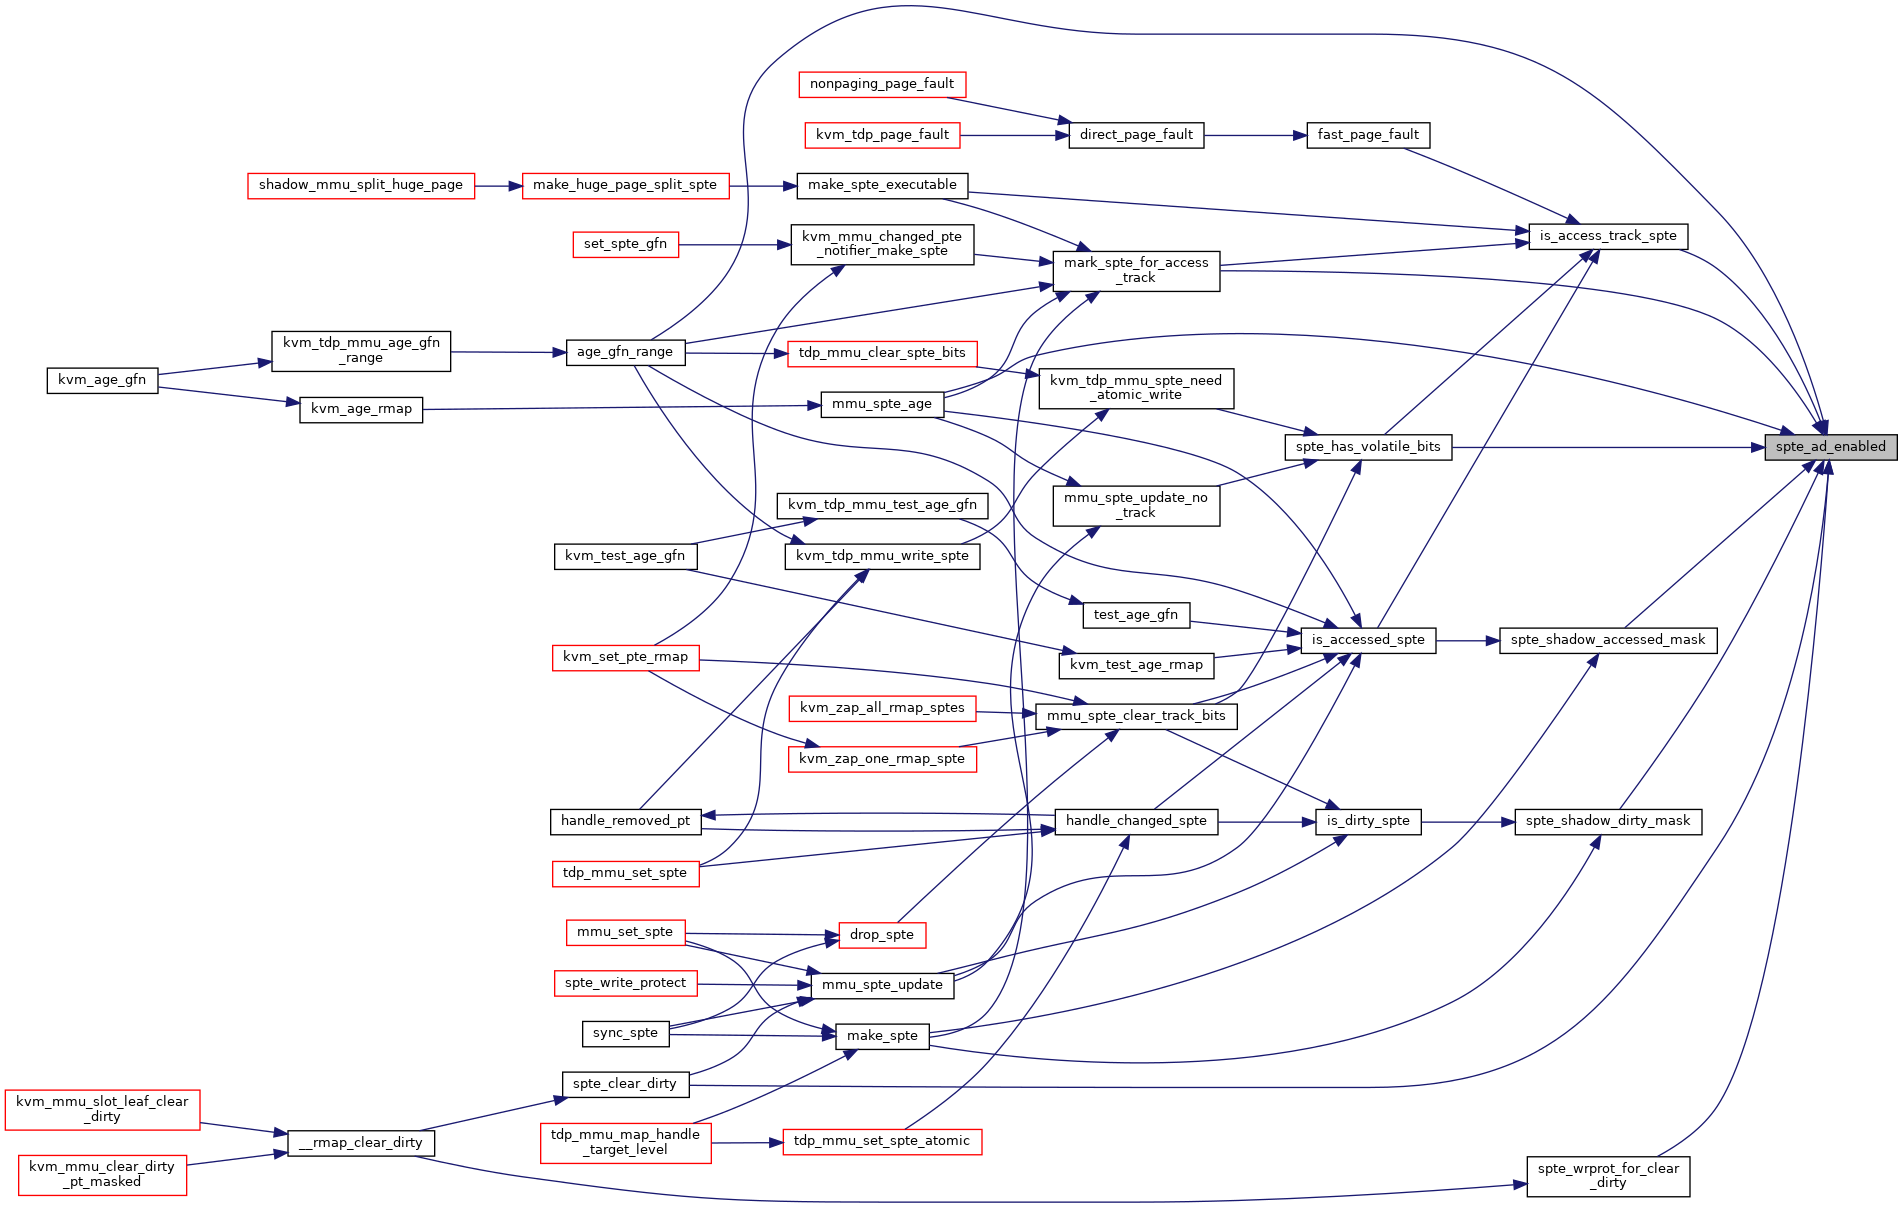 nonpaging_page_fault
kvm_tdp_page_fault
direct_page_fault
fast_page_fault
shadow_mmu_split_huge_page
make_huge_page_split_spte
make_spte_executable
set_spte_gfn
kvm_mmu_changed_pte
_notifier_make_spte
is_access_track_spte
mark_spte_for_access
_track
kvm_tdp_mmu_age_gfn
_range
age_gfn_range
tdp_mmu_clear_spte_bits
kvm_age_gfn
kvm_age_rmap
mmu_spte_age
kvm_tdp_mmu_spte_need
_atomic_write
spte_has_volatile_bits
spte_ad_enabled
mmu_spte_update_no
_track
kvm_tdp_mmu_test_age_gfn
kvm_test_age_gfn
kvm_tdp_mmu_write_spte
test_age_gfn
is_accessed_spte
spte_shadow_accessed_mask
kvm_set_pte_rmap
kvm_test_age_rmap
kvm_zap_all_rmap_sptes
mmu_spte_clear_track_bits
kvm_zap_one_rmap_spte
handle_removed_pt
handle_changed_spte
is_dirty_spte
spte_shadow_dirty_mask
tdp_mmu_set_spte
mmu_set_spte
drop_spte
spte_write_protect
mmu_spte_update
sync_spte
make_spte
spte_clear_dirty
kvm_mmu_slot_leaf_clear
_dirty
__rmap_clear_dirty
tdp_mmu_map_handle
_target_level
tdp_mmu_set_spte_atomic
kvm_mmu_clear_dirty
_pt_masked
spte_wrprot_for_clear
_dirty